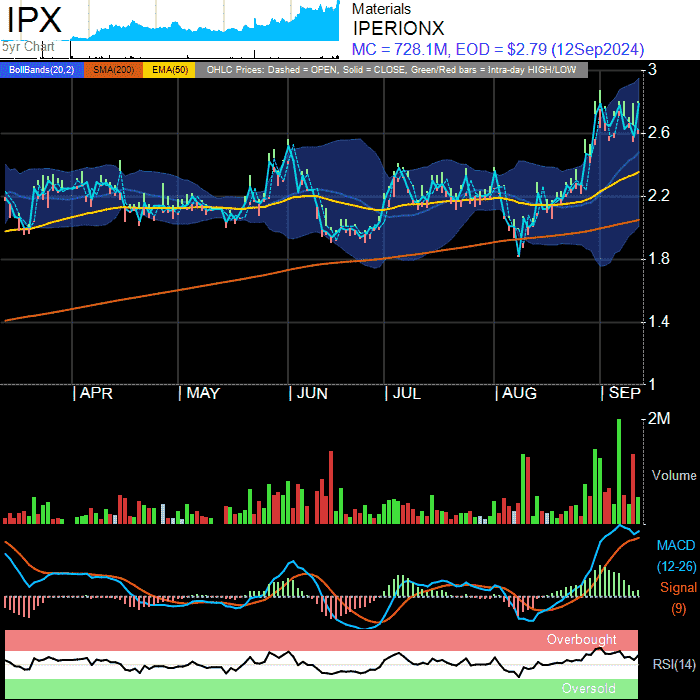 IPX
5yr Chart
Materials
IPERIONX
MC = 728.1M, EOD = $2.79 (12Sep2024)
BollBands(20,2) SMA(200) EMA(50) OHLC Prices: Dashed = OPEN, Solid = CLOSE, Green/Red bars = Intra-day HIGH/LOW
3
2.6
2.2
1.8
1.4
1
APR MAY JUN JUL AUG SEP
2M
Volume
MACD
(12-26)
Signal
(9)
Overbought
RSI(14)
Oversold